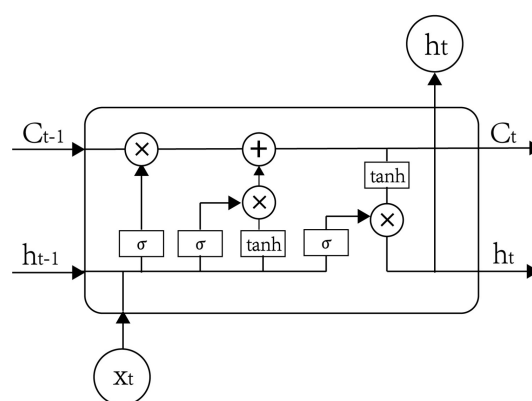 ht
Ct-1
Ct
×
+
tanh
×
×
σ
σ
tanh
σ
ht-1
ht
xt